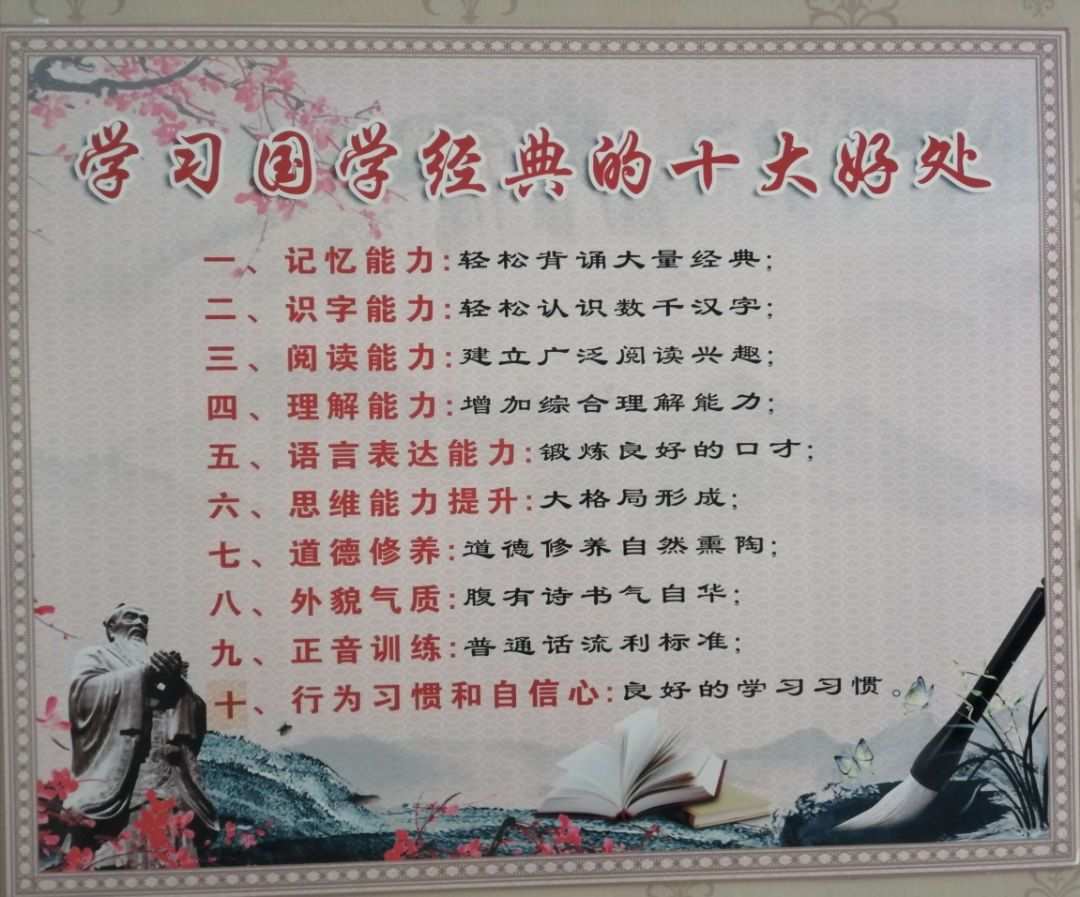 学习国学经典的十大好处
一、记忆能力:轻松背诵大量经典;
二、识字能力:轻松认识数千汉字;
三、阅读能力:建立广泛阅读兴趣;
四、理解能力:增加综合理解能力;
五、语言表达能力:锻炼良好的口才;
六、思维能力提升:大格局形成;
七、道德修养:道德修养自然熏陶;
八、外貌气质:腹有诗书气自华;
九、正音训练:普通话流利标准;
十、行为习惯和自信心:良好的学习习惯。